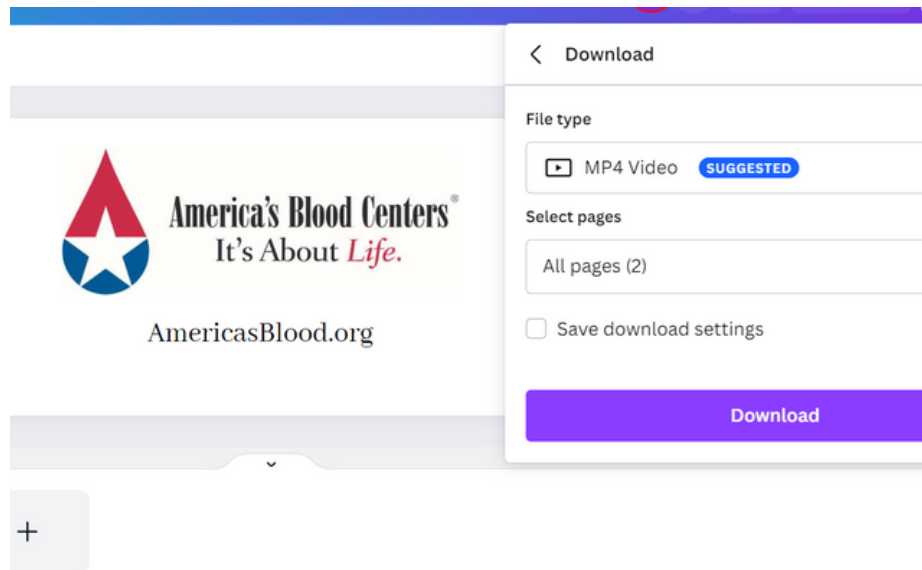 America's Blood Centers®
It's About Life.
AmericasBlood.org
Download
File type
MP4 Video SUGGESTED
Select pages
All pages (2)
Save download settings
Download